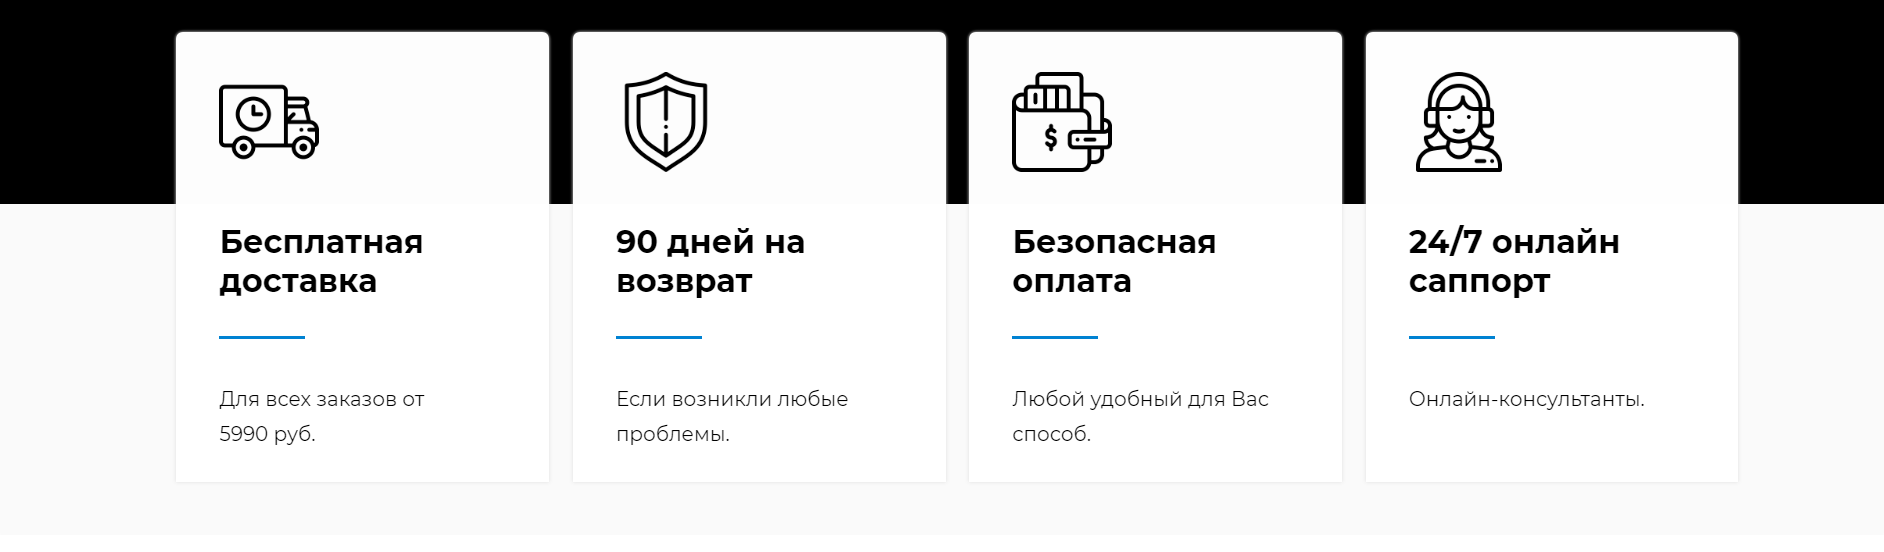 Бесплатная
доставка
Для всех заказов от
5990 руб.
90 дней на
возврат
Если возникли любые
проблемы.
$
Безопасная
оплата
Любой удобный для Вас
способ.
24/7 онлайн
саппорт
Онлайн-консультанты.